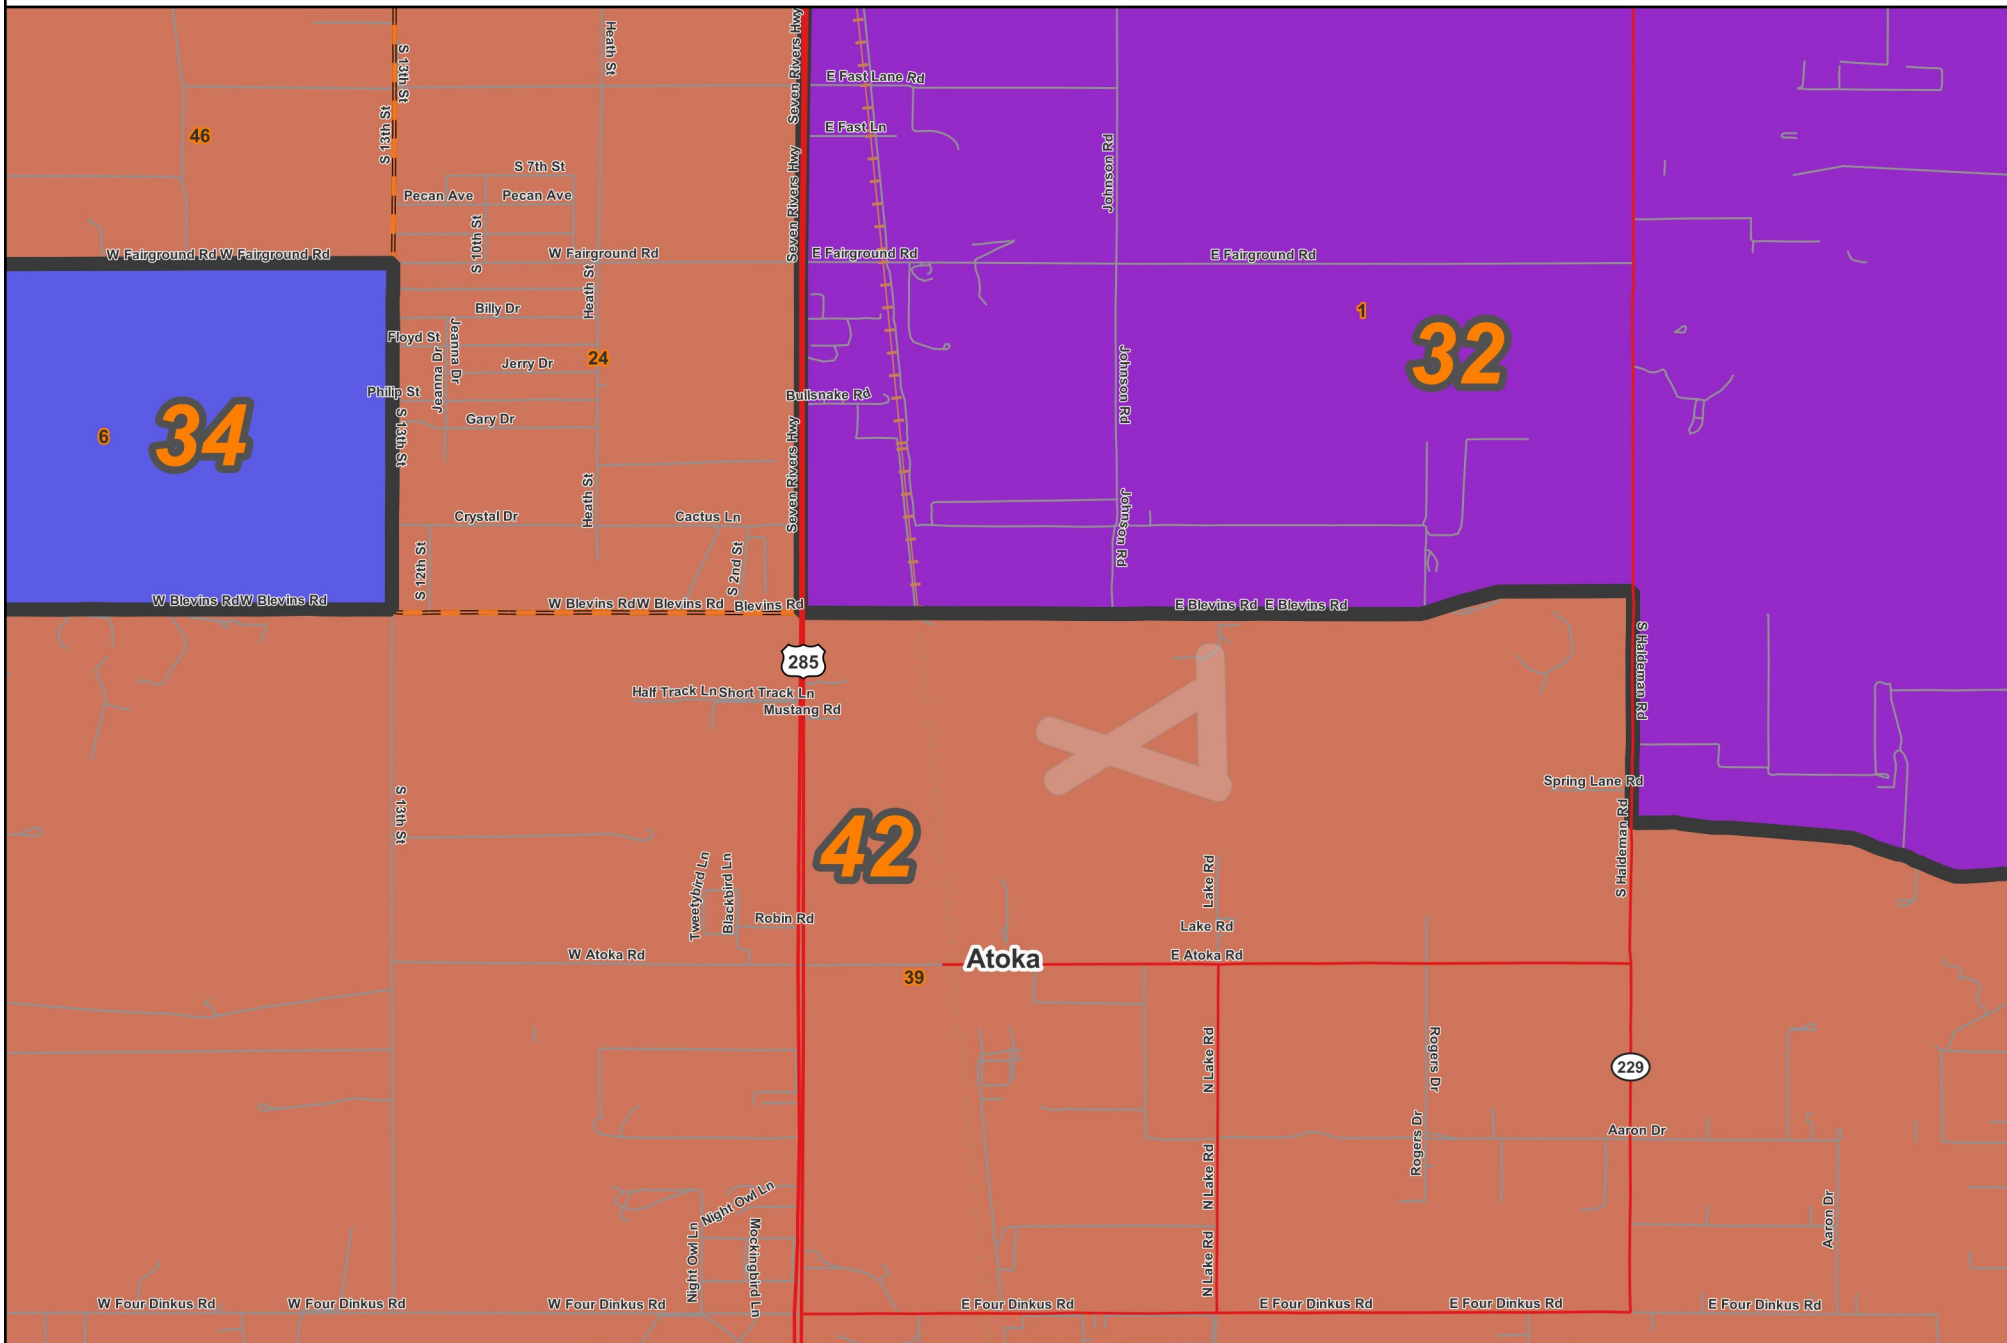 S 13th St
Heath St
Seven Rivers Hwy
E Fast Lane Rd
46
S 13th St
E Fast Ln
Johnson Rd
S 7th St
Pecan Ave
Pecan Ave
Seven Rivers Hwy
S 10th St
W Fairground Rd
W Fairground Rd
W Fairground Rd
E Fairground Rd
E Fairground Rd
Heath St
Billy Dr
1
32
Floyd St
Jeanna Dr
Jeanna Dr
Jerry Dr
24
Johnson Rd
Philip St
Bullsnake Rd
6
34
S 13th St
Gary Dr
Heath St
Seven Rivers Hwy
Crystal Dr
Cactus Ln
Johnson Rd
S 12th St
S 2nd St
W Blevins Rd
W Blevins Rd
W Blevins Rd
W Blevins Rd
Blevins Rd
E Blevins Rd
E Blevins Rd
285
S Haldeman Rd
Half Track Ln
Short Track Ln
Mustang Rd
Spring Lane Rd
S 13th St
42
S Haldeman Rd
Tweetybird Ln
Blackbird Ln
Lake Rd
Robin Rd
Lake Rd
W Atoka Rd
Atoka
E Atoka Rd
39
N Lake Rd
Rogers Dr
229
Aaron Dr
Rogers Dr
N Lake Rd
Night Owl Ln
Aaron Dr
Night Owl Ln
Mockingbird Ln
N Lake Rd
W Four Dinkus Rd
W Four Dinkus Rd
W Four Dinkus Rd
E Four Dinkus Rd
E Four Dinkus Rd
E Four Dinkus Rd
E Four Dinkus Rd